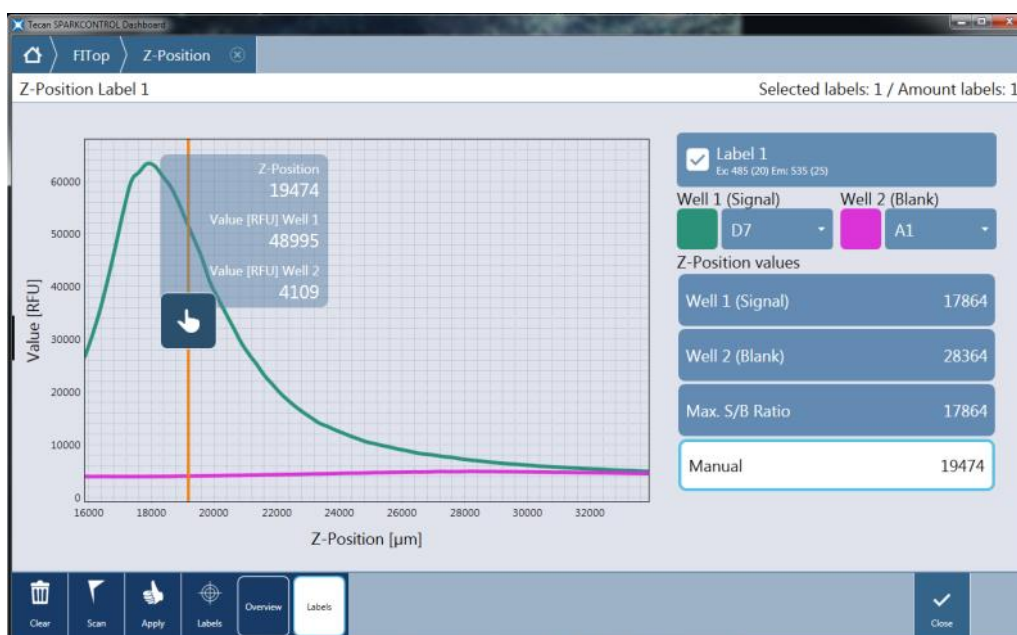 Tecan SPARKCONTROL Dashboard
FITop
Z-Position
Z-Position Label 1
Selected labels: 1 / Amount labels: 1
Value [RFU]
60000
50000
40000
30000
20000
10000
0
16000 18000 20000 22000 24000 26000 28000 30000 32000
Z-Position [µm]
Z-Position
19474
Value [RFU] Well 1
48995
Value [RFU] Well 2
4109
Label 1
Ex: 485 (20) Em: 535 (25)
Well 1 (Signal) Well 2 (Blank)
D7 A1
Z-Position values
Well 1 (Signal) 17864
Well 2 (Blank) 28364
Max. S/B Ratio 17864
Manual 19474
Clear Scan Apply Labels Overview Labels Close